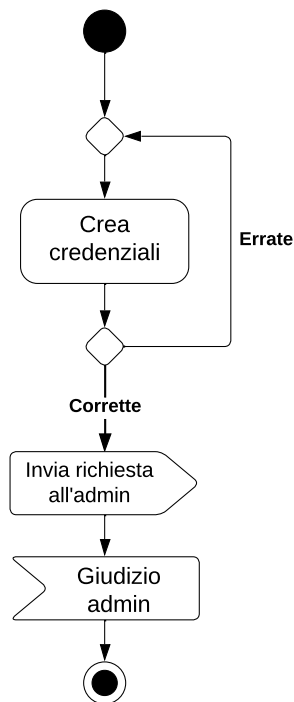 Crea
credenziali
Errate
Corrette
Invia richiesta
all'admin
Giudizio
admin